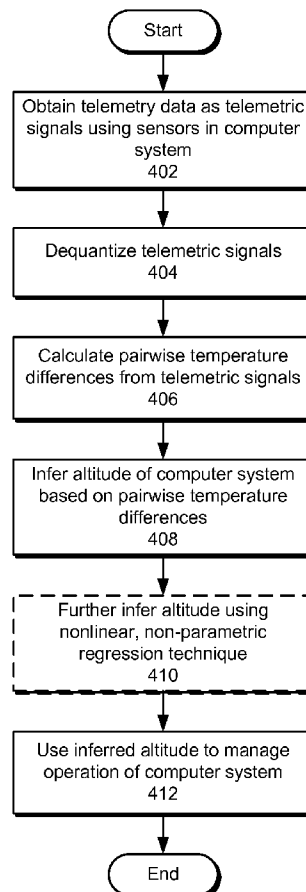 Start
Obtain telemetry data as telemetric
signals using sensors in computer
system
402
Dequantize telemetric signals
404
Calculate pairwise temperature
differences from telemetric signals
406
Infer altitude of computer system
based on pairwise temperature
differences
408
Further infer altitude using
nonlinear, non-parametric
regression technique
410
Use inferred altitude to manage
operation of computer system
412
End